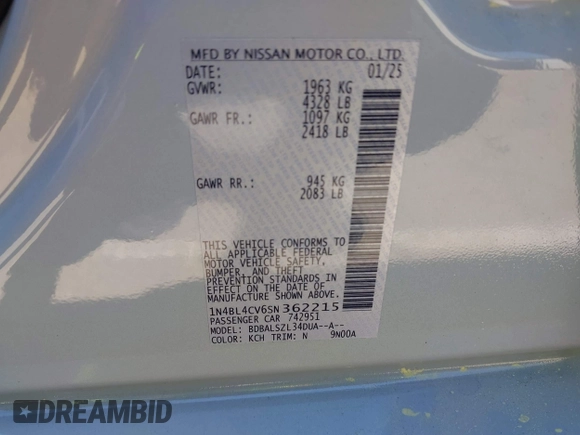 MFD BY NISSAN MOTOR CO., LTD.
DATE: 01/25
GVWR: 1963 KG
4328 LB
GAWR FR.: 1097 KG
2418 LB
GAWR RR.: 945 KG
2083 LB
THIS VEHICLE CONFORMS TO
ALL APPLICABLE FEDERAL
MOTOR VEHICLE SAFETY,
BUMPER, AND THEFT
PREVENTION STANDARDS IN
EFFECT ON THE DATE OF
MANUFACTURE SHOWN ABOVE.
1N4BL4CV6SN362215
PASSENGER CAR 742951
MODEL: BDBALSZL34DUA--A--
COLOR: KCH TRIM: N 9N00A
DREAMBID